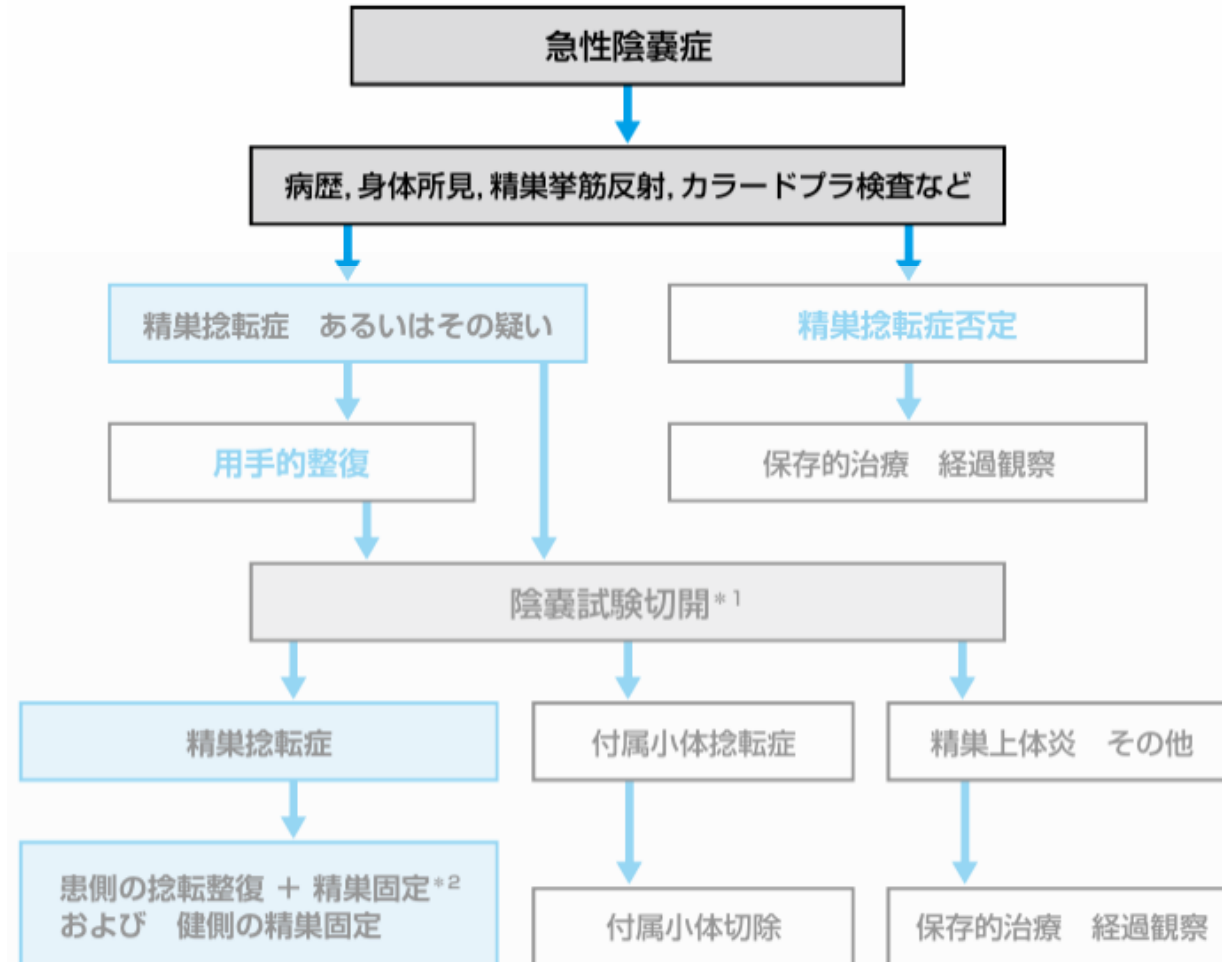 急性陰嚢症
病歴, 身体所見, 精巣挙筋反射, カラードプラ検査など
精巣捻転症　あるいはその疑い
精巣捻転症否定
用手的整復
保存的治療　経過観察
陰嚢試験切開*1
精巣捻転症
付属小体捻転症
精巣上体炎　その他
患側の捻転整復 + 精巣固定*2
および　健側の精巣固定
付属小体切除
保存的治療　経過観察